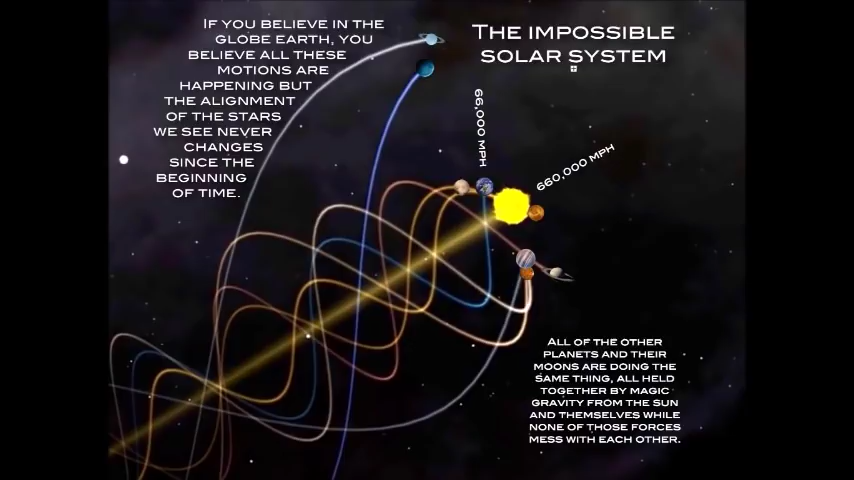 If you believe in the
globe earth, you
believe all these
motions are
happening but
the alignment
of the stars
we see never
changes
since the
beginning
of time.
The impossible
solar system
66,000 mph
660,000 mph
All of the other
planets and their
moons are doing the
same thing, all held
together by magic
gravity from the sun
and themselves while
none of those forces
mess with each other.